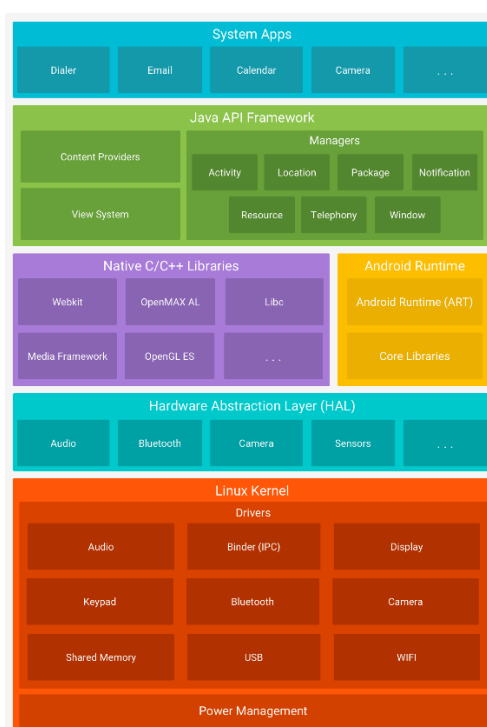 System Apps
Dialer
Email
Calendar
Camera
. . .
Java API Framework
Content Providers
View System
Managers
Activity
Location
Package
Notification
Resource
Telephony
Window
Native C/C++ Libraries
Webkit
OpenMAX AL
Libc
Media Framework
OpenGL ES
. . .
Android Runtime
Android Runtime (ART)
Core Libraries
Hardware Abstraction Layer (HAL)
Audio
Bluetooth
Camera
Sensors
. . .
Linux Kernel
Drivers
Audio
Binder (IPC)
Display
Keypad
Bluetooth
Camera
Shared Memory
USB
WIFI
Power Management